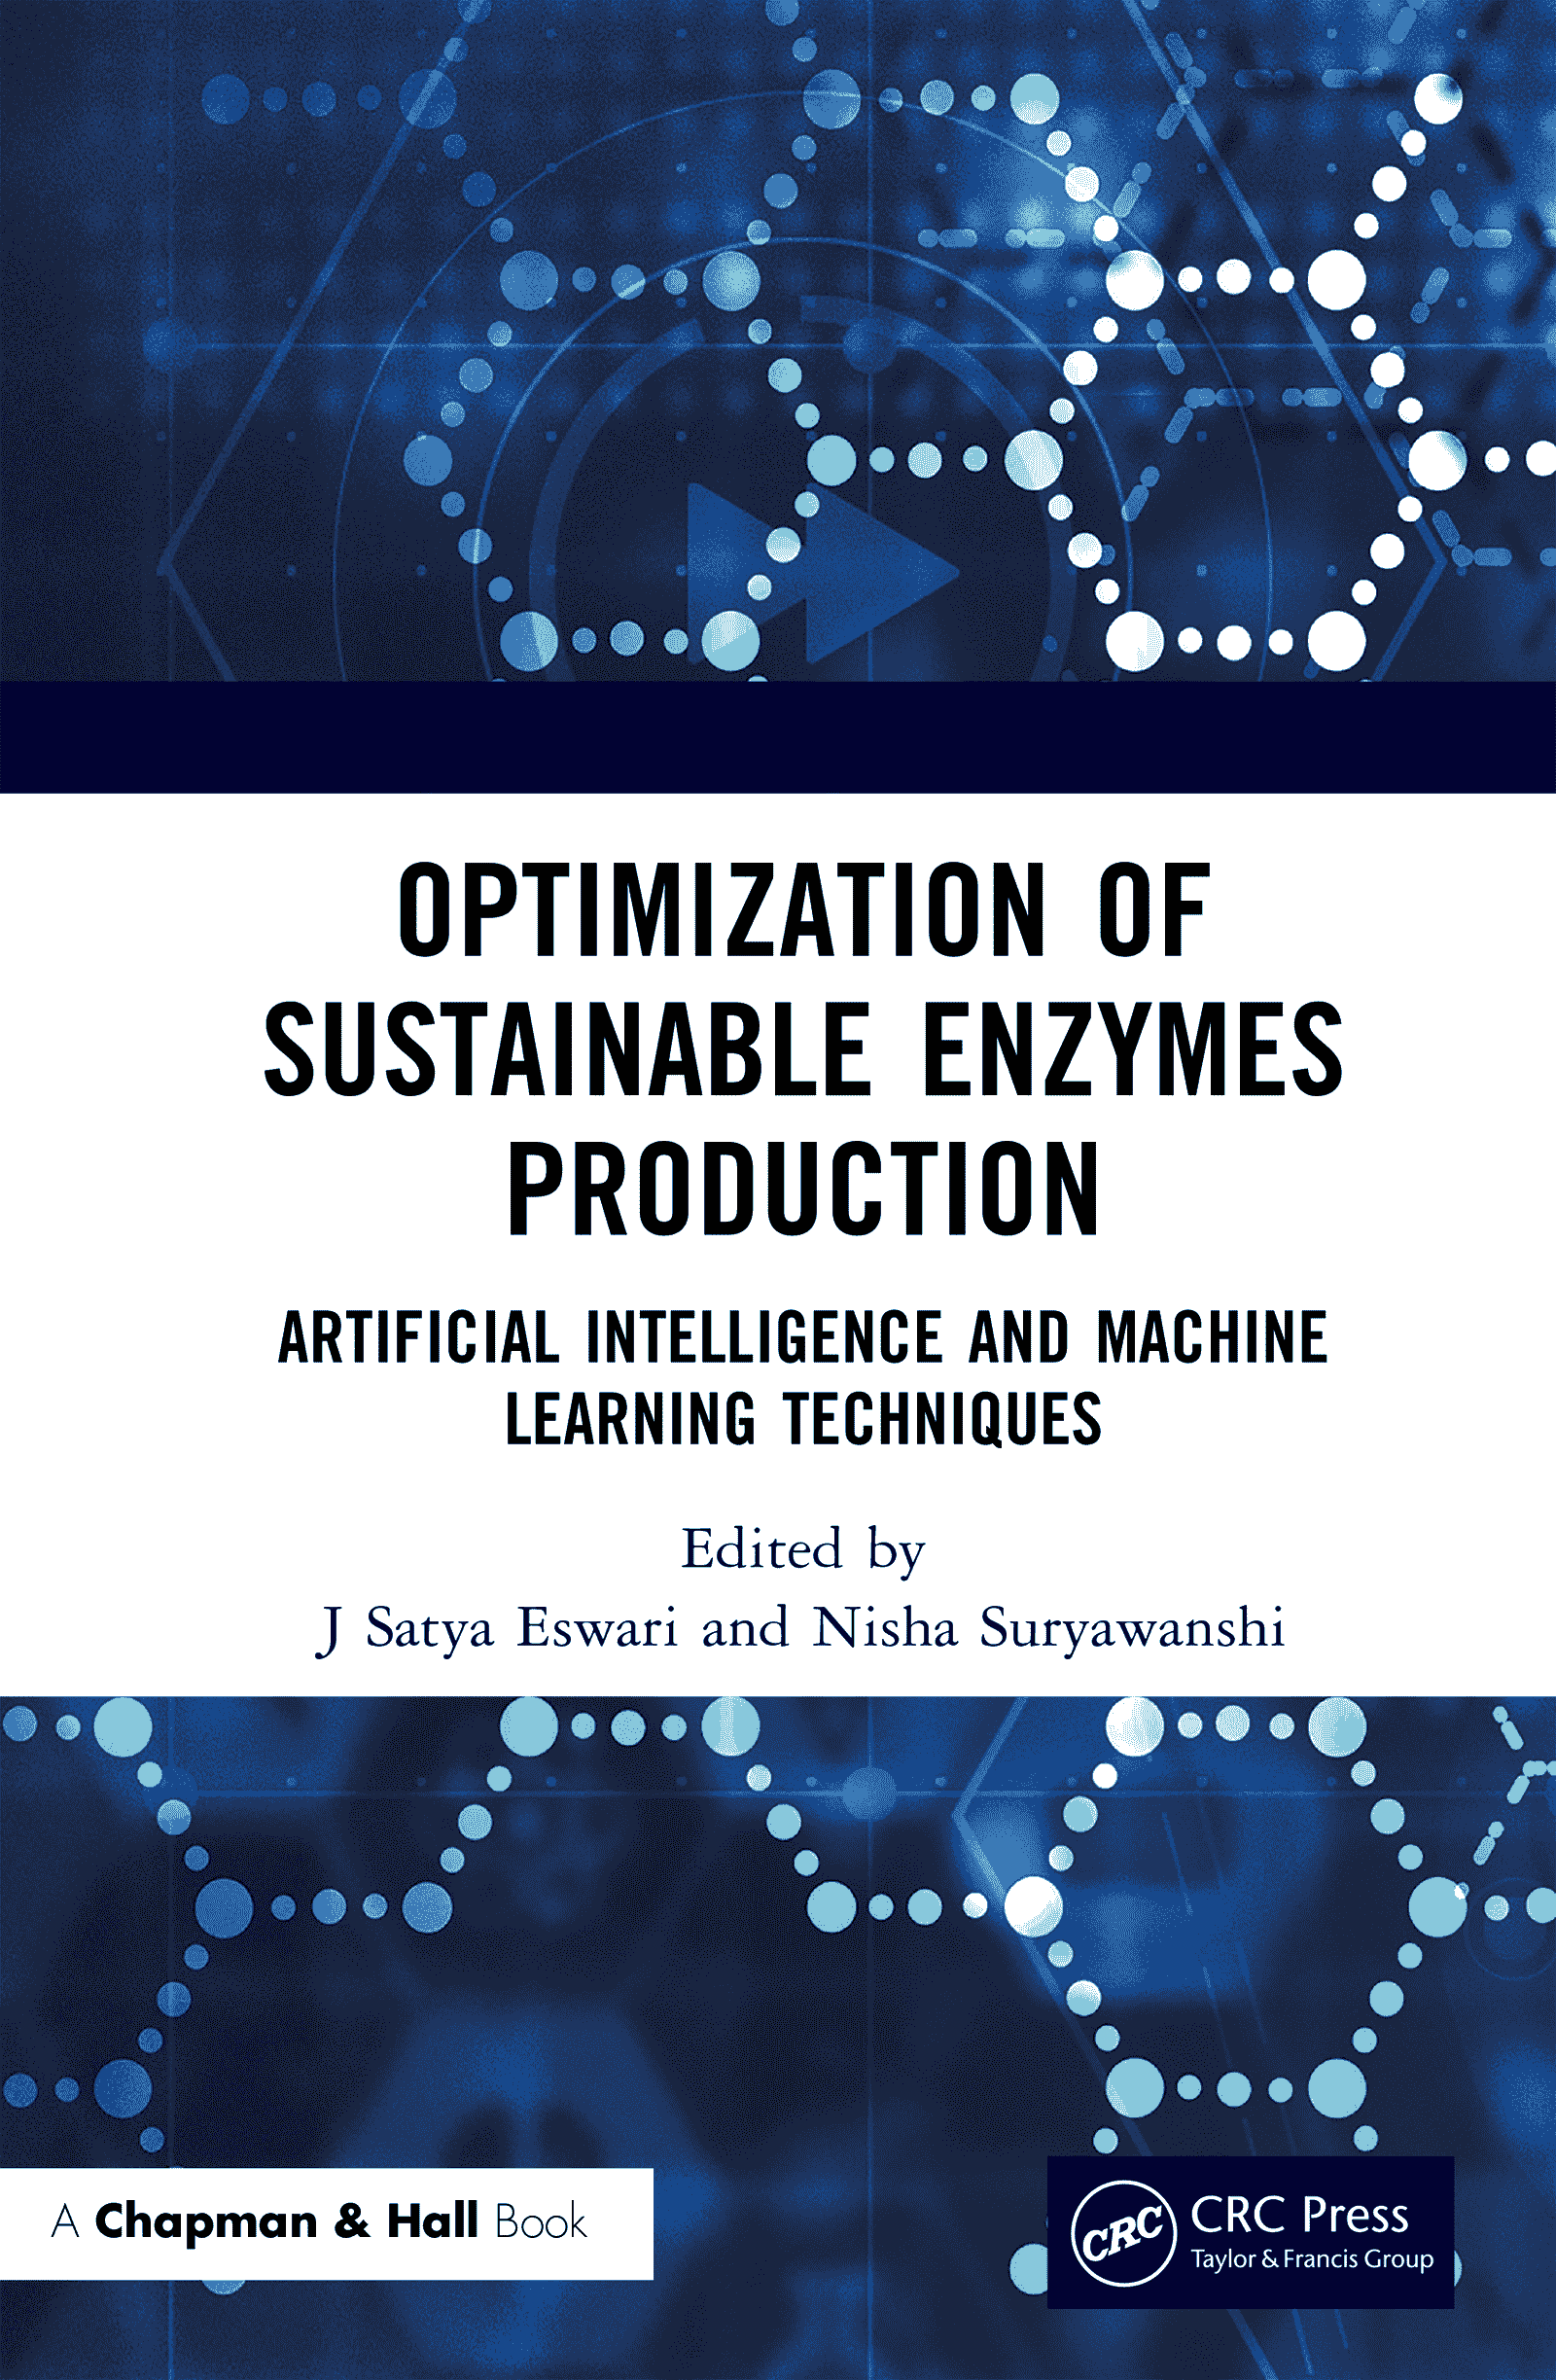 OPTIMIZATION OF
SUSTAINABLE ENZYMES
PRODUCTION
ARTIFICIAL INTELLIGENCE AND MACHINE
LEARNING TECHNIQUES
Edited by
J Satya Eswari and Nisha Suryawanshi
A Chapman & Hall Book
CRC
CRC Press
Taylor & Francis Group